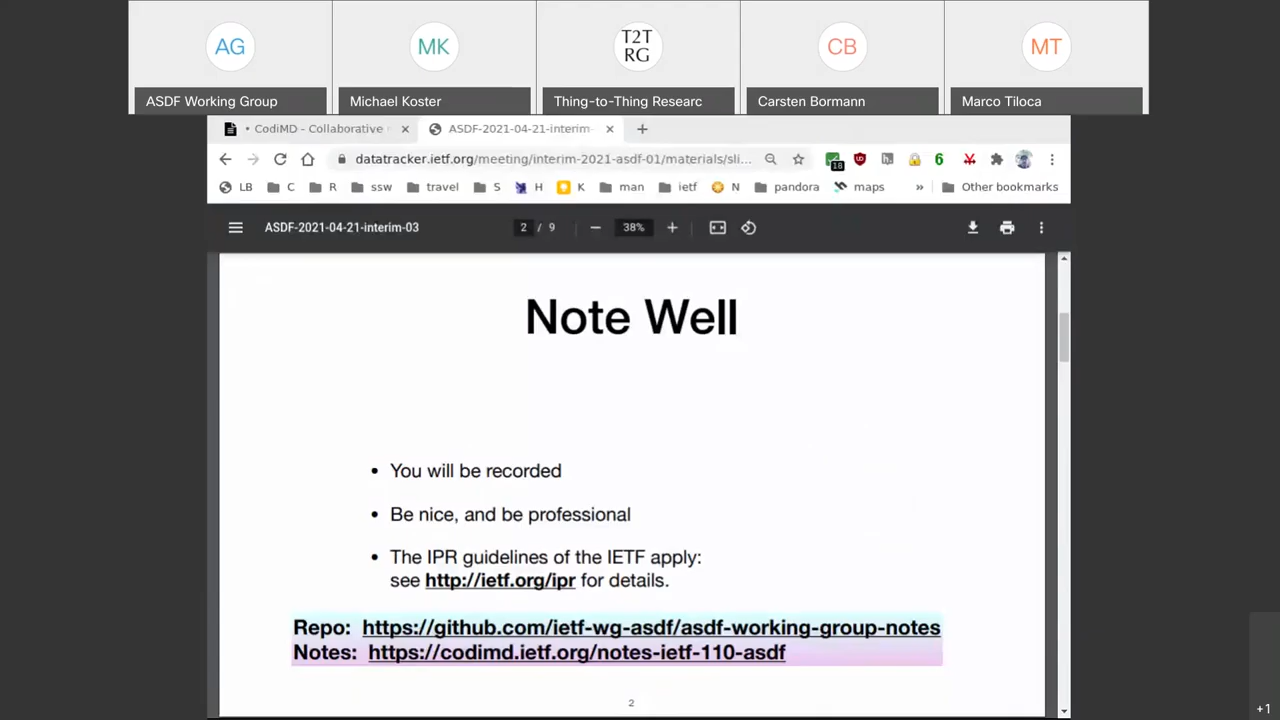 AG
MK
T2T
RG
CB
MT
ASDF Working Group
Michael Koster
Thing-to-Thing Researc
Carsten Bormann
Marco Tiloca
• CodiMD - Collaborative
ASDF-2021-04-21-interim-
datatracker.ietf.org/meeting/interim-2021-asdf-01/materials/sli...
18
6
LB C R ssw travel S H K man ietf N pandora maps » Other bookmarks
ASDF-2021-04-21-interim-03
2 / 9
38%
Note Well
• You will be recorded
• Be nice, and be professional
• The IPR guidelines of the IETF apply:
see http://ietf.org/ipr for details.
Repo: https://github.com/ietf-wg-asdf/asdf-working-group-notes
Notes: https://codimd.ietf.org/notes-ietf-110-asdf
2
+1